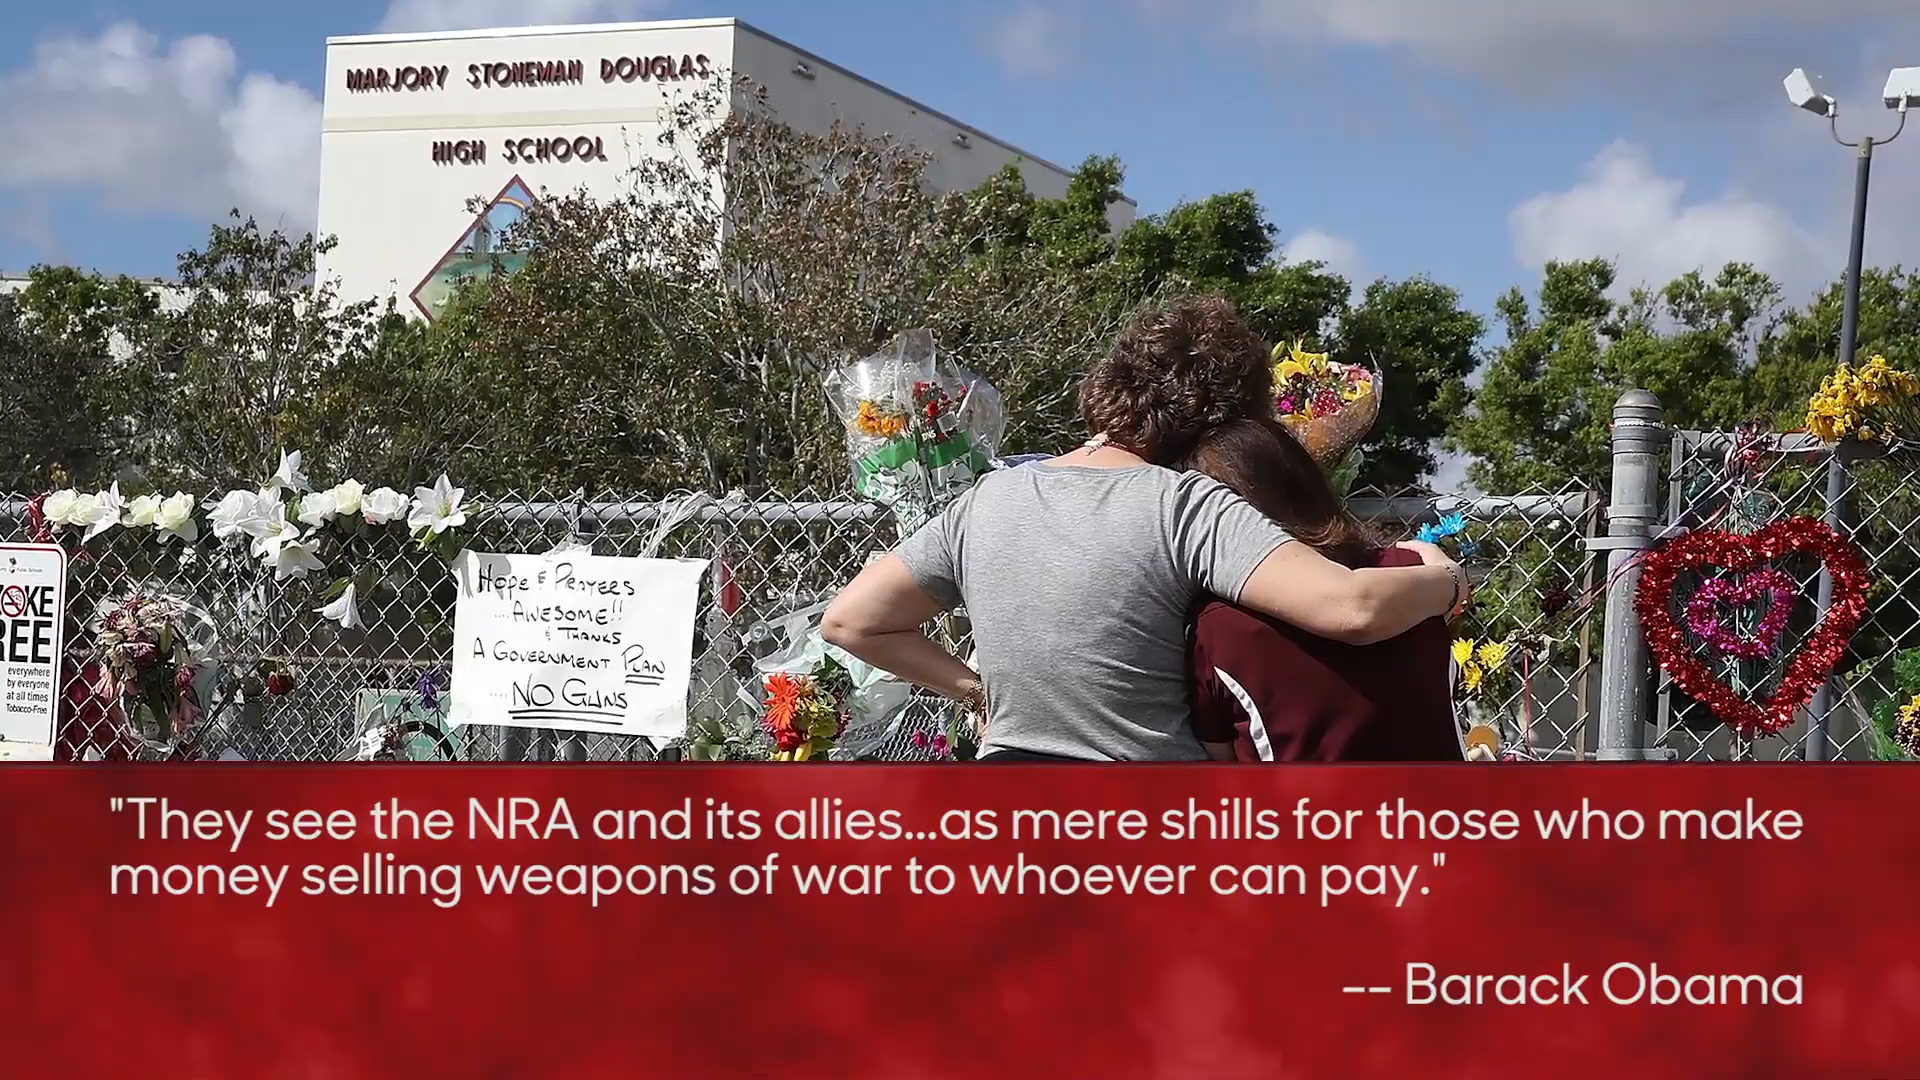 MARJORY STONEMAN DOUGLAS
HIGH SCHOOL
HOPE & PRAYERS
...AWESOME!!
& THANKS
A GOVERNMENT PLAN
....NO GUNS
OKE
REE
everywhere
by everyone
at all times
Tobacco-Free
"They see the NRA and its allies...as mere shills for those who make
money selling weapons of war to whoever can pay."
-- Barack Obama